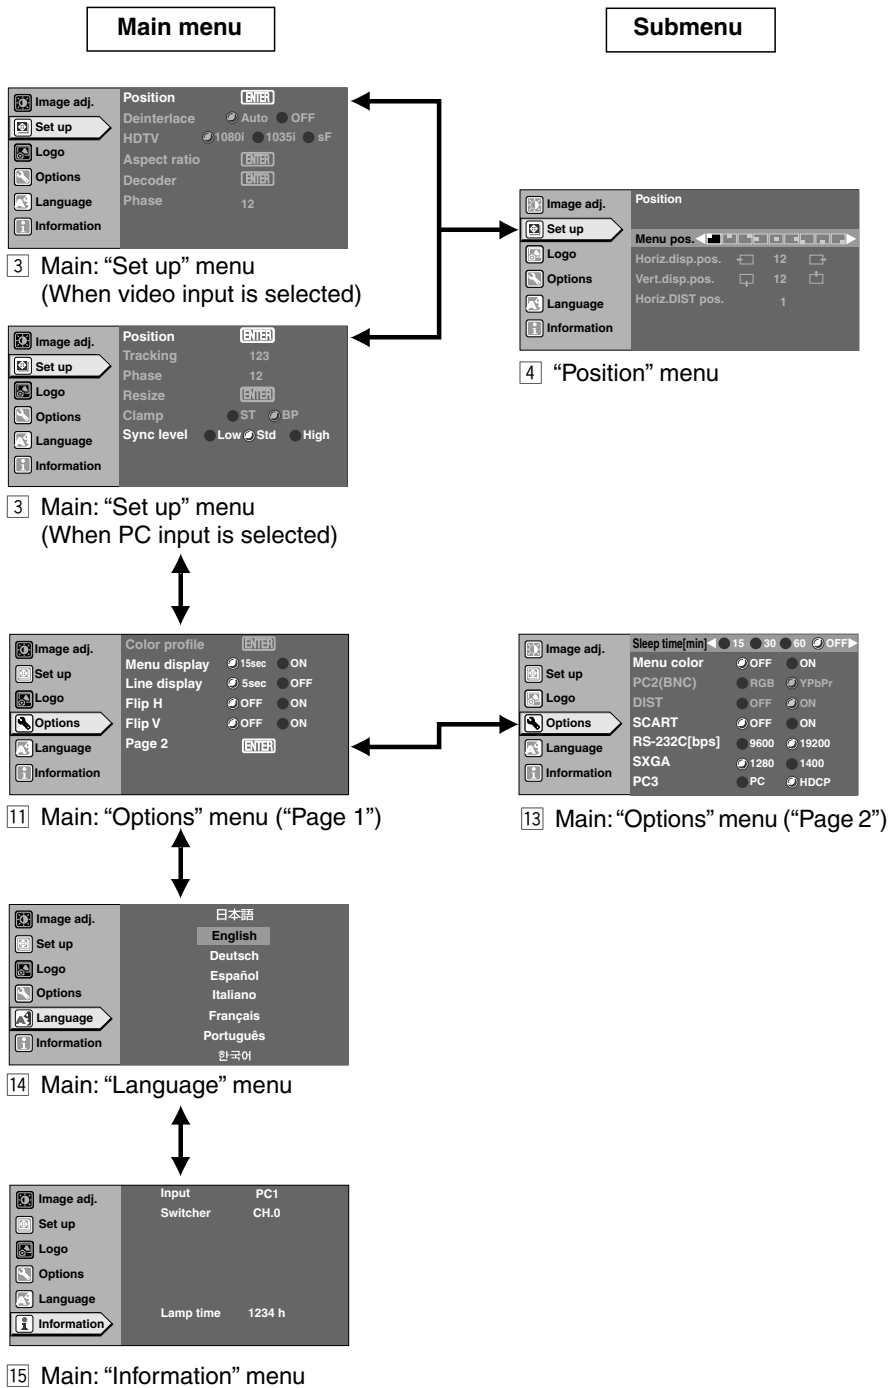 Main menu
Submenu
Image adj.
Set up
Logo
Options
Language
Information
Position ENTER
Deinterlace Auto OFF
HDTV 1080i 1035i sF
Aspect ratio ENTER
Decoder ENTER
Phase 12
3 Main: “Set up” menu
(When video input is selected)
Image adj.
Set up
Logo
Options
Language
Information
Position
Menu pos.
Horiz.disp.pos. 12
Vert.disp.pos. 12
Horiz.DIST pos. 1
4 “Position” menu
Image adj.
Set up
Logo
Options
Language
Information
Position ENTER
Tracking 123
Phase 12
Resize ENTER
Clamp ST BP
Sync level Low Std High
3 Main: “Set up” menu
(When PC input is selected)
Image adj.
Set up
Logo
Options
Language
Information
Color profile ENTER
Menu display 15sec ON
Line display 5sec OFF
Flip H OFF ON
Flip V OFF ON
Page 2 ENTER
11 Main: “Options” menu (“Page 1”)
Image adj.
Set up
Logo
Options
Language
Information
Sleep time[min] 15 30 60 OFF
Menu color OFF ON
PC2(BNC) RGB YPbPr
DIST OFF ON
SCART OFF ON
RS-232C[bps] 9600 19200
SXGA 1280 1400
PC3 PC HDCP
13 Main: “Options” menu (“Page 2”)
Image adj.
Set up
Logo
Options
Language
Information
日本語
English
Deutsch
Español
Italiano
Français
Português
한국어
14 Main: “Language” menu
Image adj.
Set up
Logo
Options
Language
Information
Input PC1
Switcher CH.0
Lamp time 1234 h
15 Main: “Information” menu